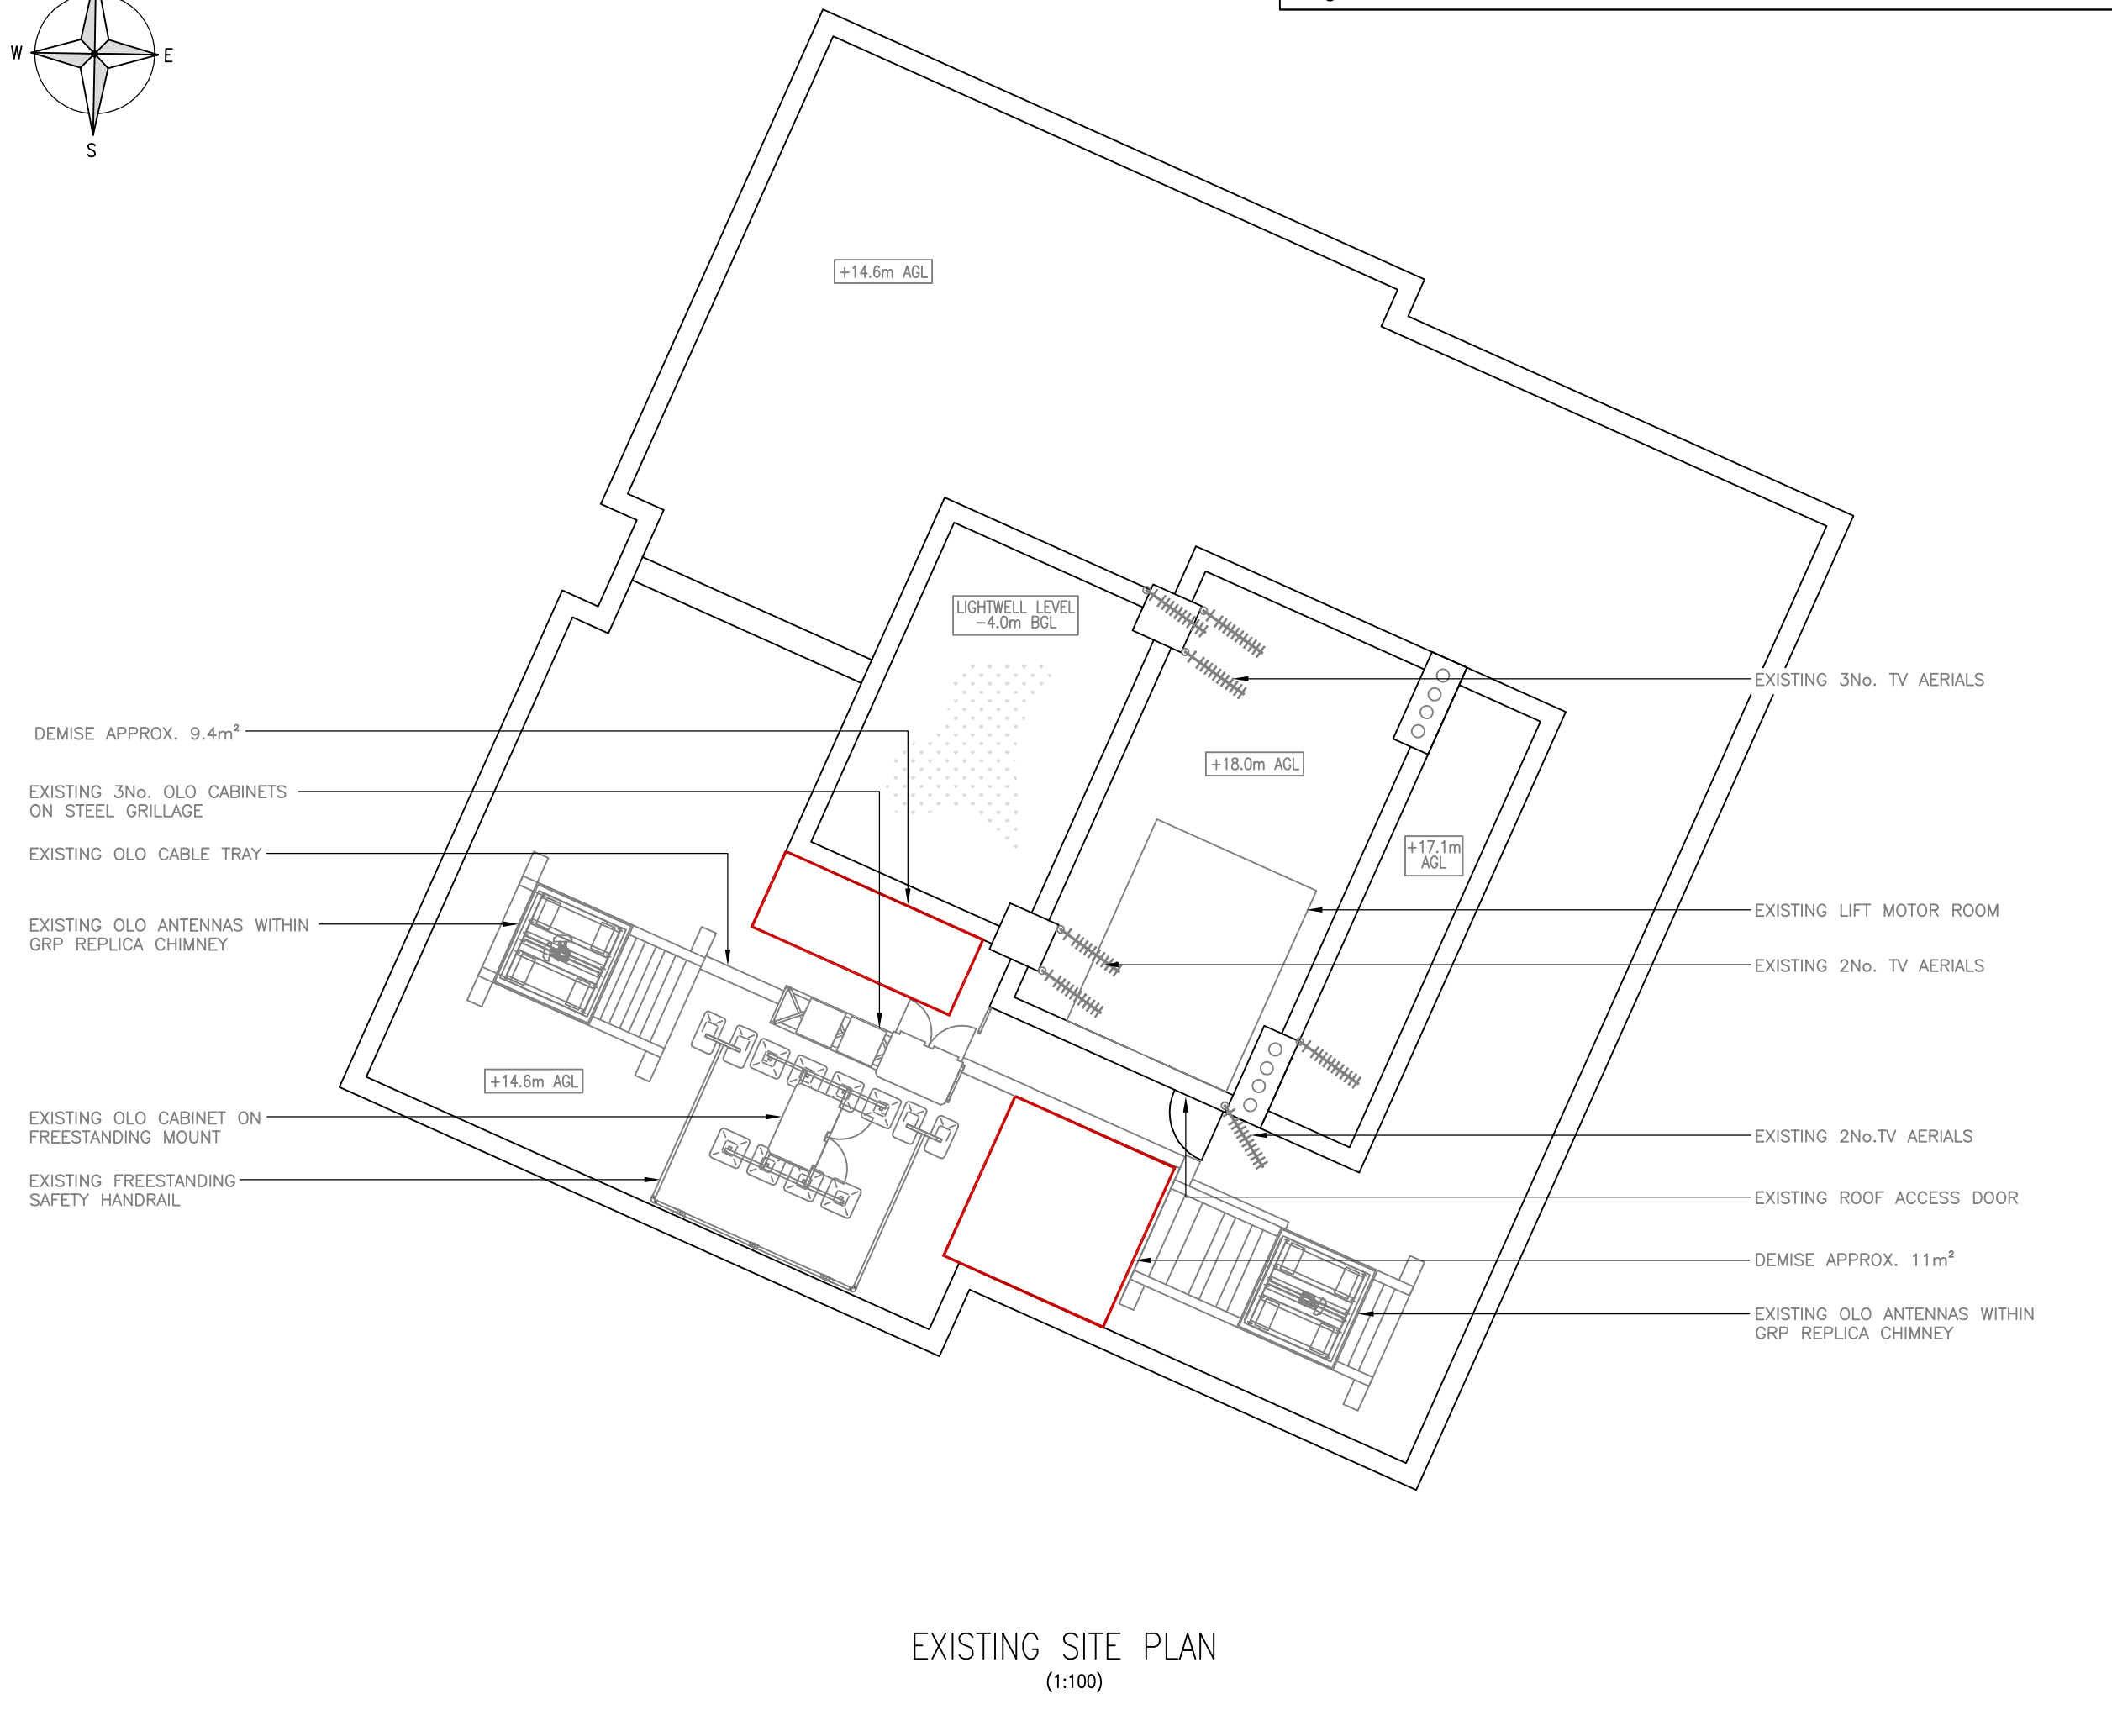 W
E
S
+14.6m AGL
LIGHTWELL LEVEL
-4.0m BGL
+18.0m AGL
+17.1m
AGL
+14.6m AGL
DEMISE APPROX. 9.4m²
EXISTING 3No. OLO CABINETS
ON STEEL GRILLAGE
EXISTING OLO CABLE TRAY
EXISTING OLO ANTENNAS WITHIN
GRP REPLICA CHIMNEY
EXISTING OLO CABINET ON
FREESTANDING MOUNT
EXISTING FREESTANDING
SAFETY HANDRAIL
EXISTING 3No. TV AERIALS
EXISTING LIFT MOTOR ROOM
EXISTING 2No. TV AERIALS
EXISTING 2No.TV AERIALS
EXISTING ROOF ACCESS DOOR
DEMISE APPROX. 11m²
EXISTING OLO ANTENNAS WITHIN
GRP REPLICA CHIMNEY
EXISTING SITE PLAN
(1:100)